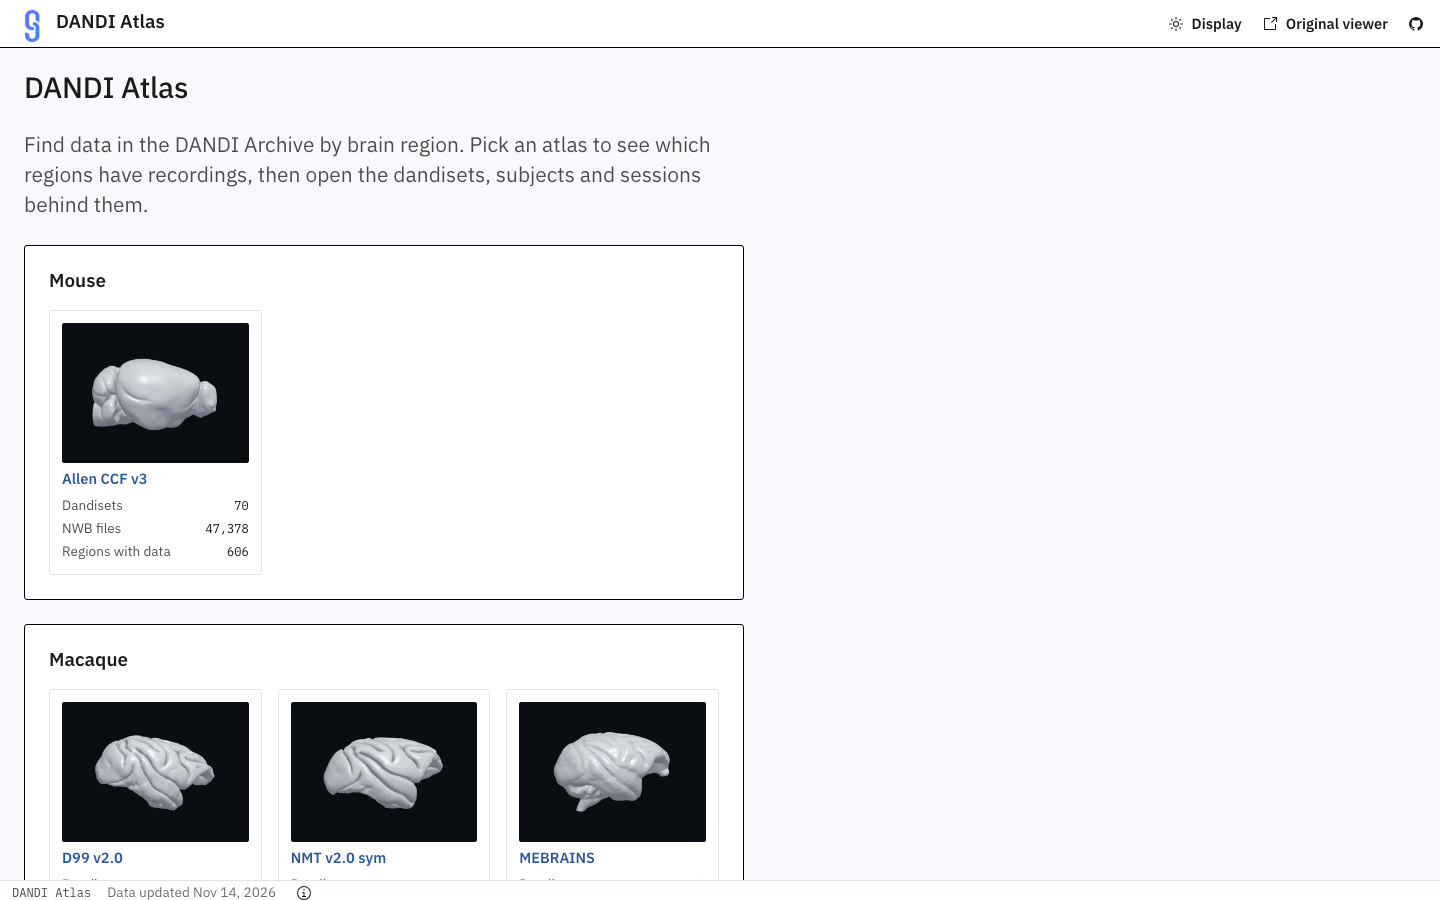 DANDI Atlas
Display
Original viewer
DANDI Atlas
Find data in the DANDI Archive by brain region. Pick an atlas to see which
regions have recordings, then open the dandisets, subjects and sessions
behind them.
Mouse
Allen CCF v3
Dandisets 70
NWB files 47,378
Regions with data 606
Macaque
D99 v2.0
NMT v2.0 sym
MEBRAINS
DANDI Atlas
Data updated Nov 14, 2026